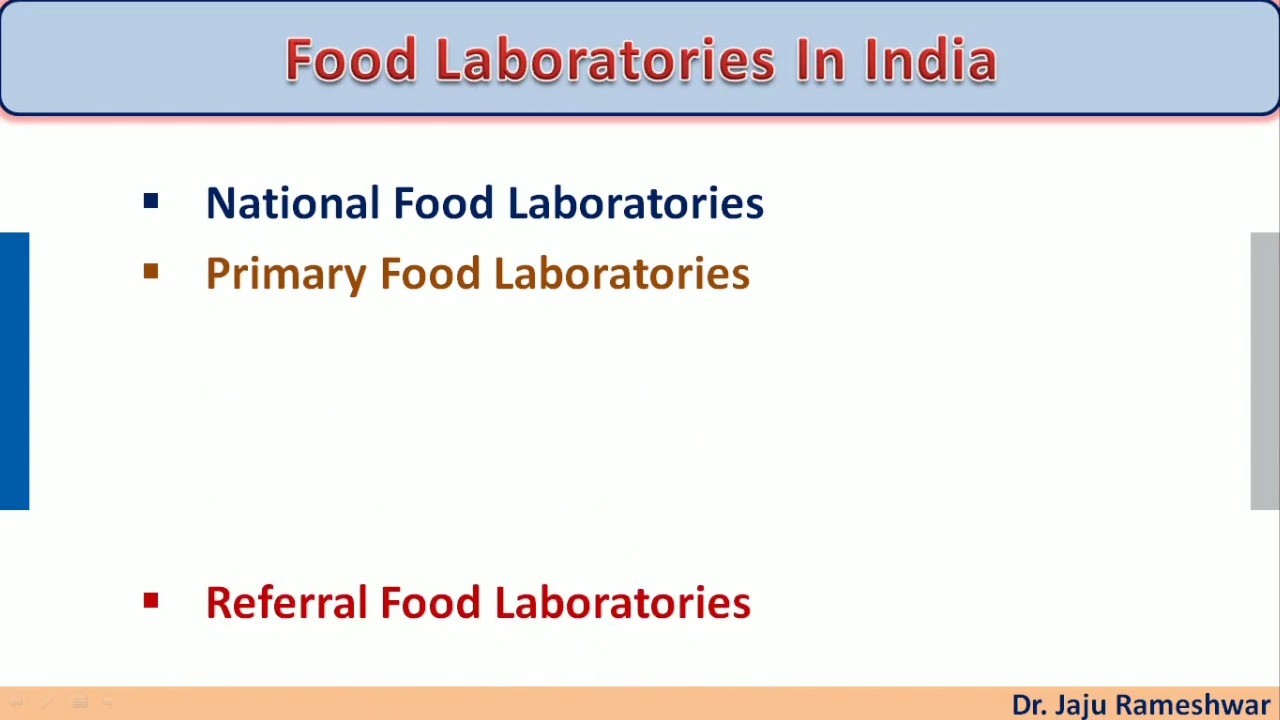 Food Laboratories In India
▪ National Food Laboratories
▪ Primary Food Laboratories
▪ Referral Food Laboratories
Dr. Jaju Rameshwar